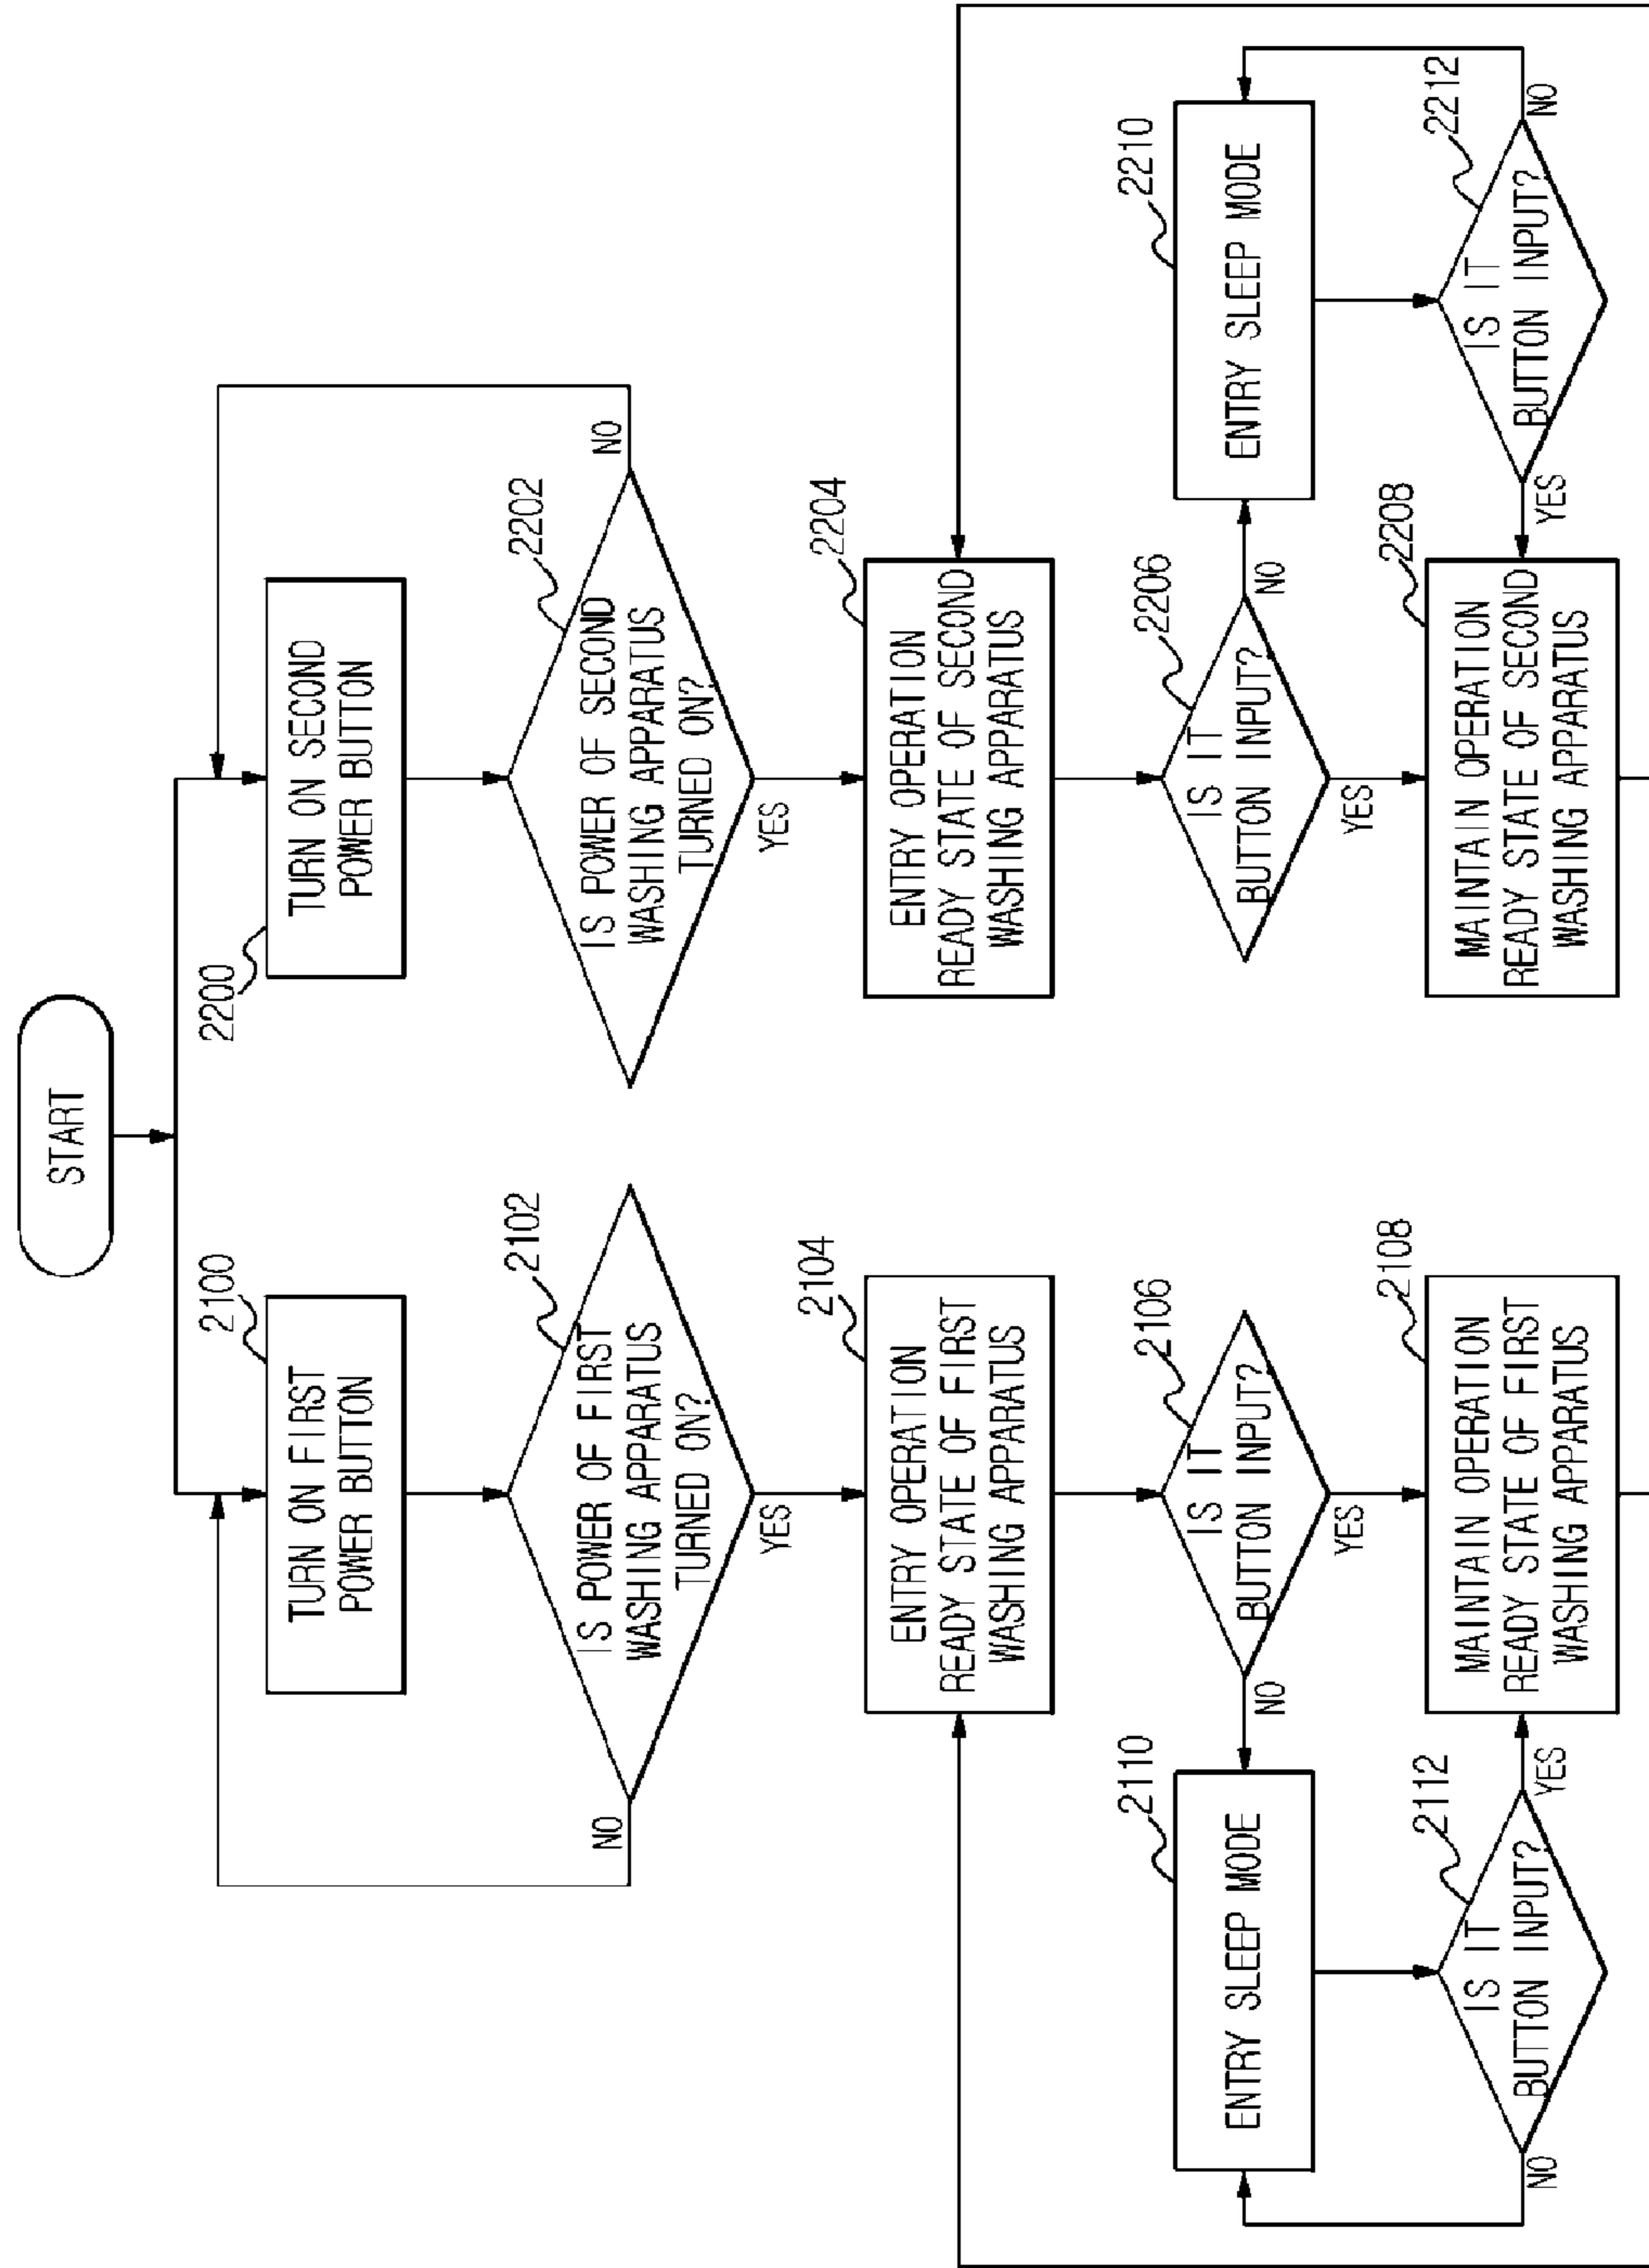 START
2100
TURN ON FIRST
POWER BUTTON
2102
IS POWER OF FIRST
WASHING APPARATUS
TURNED ON?
NO
YES
2104
ENTRY OPERATION
READY STATE OF FIRST
WASHING APPARATUS
2106
IS IT
BUTTON INPUT?
NO
YES
2110
ENTRY SLEEP MODE
2112
IS IT
BUTTON INPUT?
NO
YES
2108
MAINTAIN OPERATION
READY STATE OF FIRST
WASHING APPARATUS
2200
TURN ON SECOND
POWER BUTTON
2202
IS POWER OF SECOND
WASHING APPARATUS
TURNED ON?
NO
YES
2204
ENTRY OPERATION
READY STATE OF SECOND
WASHING APPARATUS
2206
IS IT
BUTTON INPUT?
NO
YES
2210
ENTRY SLEEP MODE
2212
IS IT
BUTTON INPUT?
NO
YES
2208
MAINTAIN OPERATION
READY STATE OF SECOND
WASHING APPARATUS